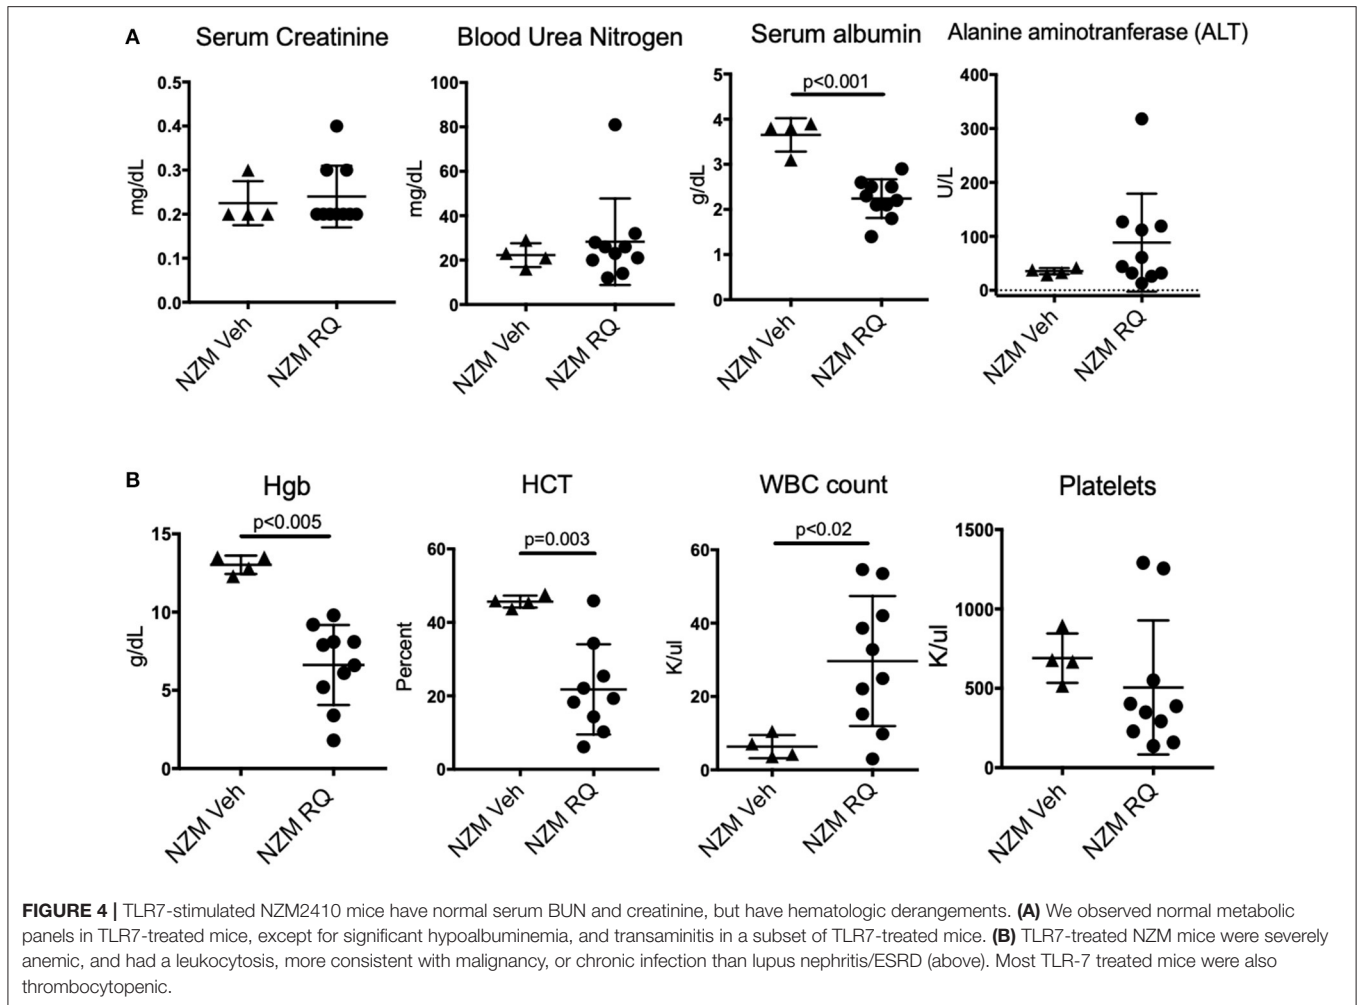 A
Serum Creatinine
Blood Urea Nitrogen
Serum albumin
Alanine aminotranferase (ALT)
mg/dL
0.5
0.4
0.3
0.2
0.1
0.0
NZM Veh
NZM RQ
mg/dL
100
80
60
40
20
0
NZM Veh
NZM RQ
g/dL
p<0.001
5
4
3
2
1
0
NZM Veh
NZM RQ
U/L
400
300
200
100
0
NZM Veh
NZM RQ
B
Hgb
HCT
WBC count
Platelets
g/dL
p<0.005
15
10
5
0
NZM Veh
NZM RQ
Percent
p=0.003
60
40
20
0
NZM Veh
NZM RQ
K/ul
p<0.02
60
40
20
0
NZM Veh
NZM RQ
K/ul
1500
1000
500
0
NZM Veh
NZM RQ
FIGURE 4 | TLR7-stimulated NZM2410 mice have normal serum BUN and creatinine, but have hematologic derangements. (A) We observed normal metabolic
panels in TLR7-treated mice, except for significant hypoalbuminemia, and transaminitis in a subset of TLR7-treated mice. (B) TLR7-treated NZM mice were severely
anemic, and had a leukocytosis, more consistent with malignancy, or chronic infection than lupus nephritis/ESRD (above). Most TLR-7 treated mice were also
thrombocytopenic.